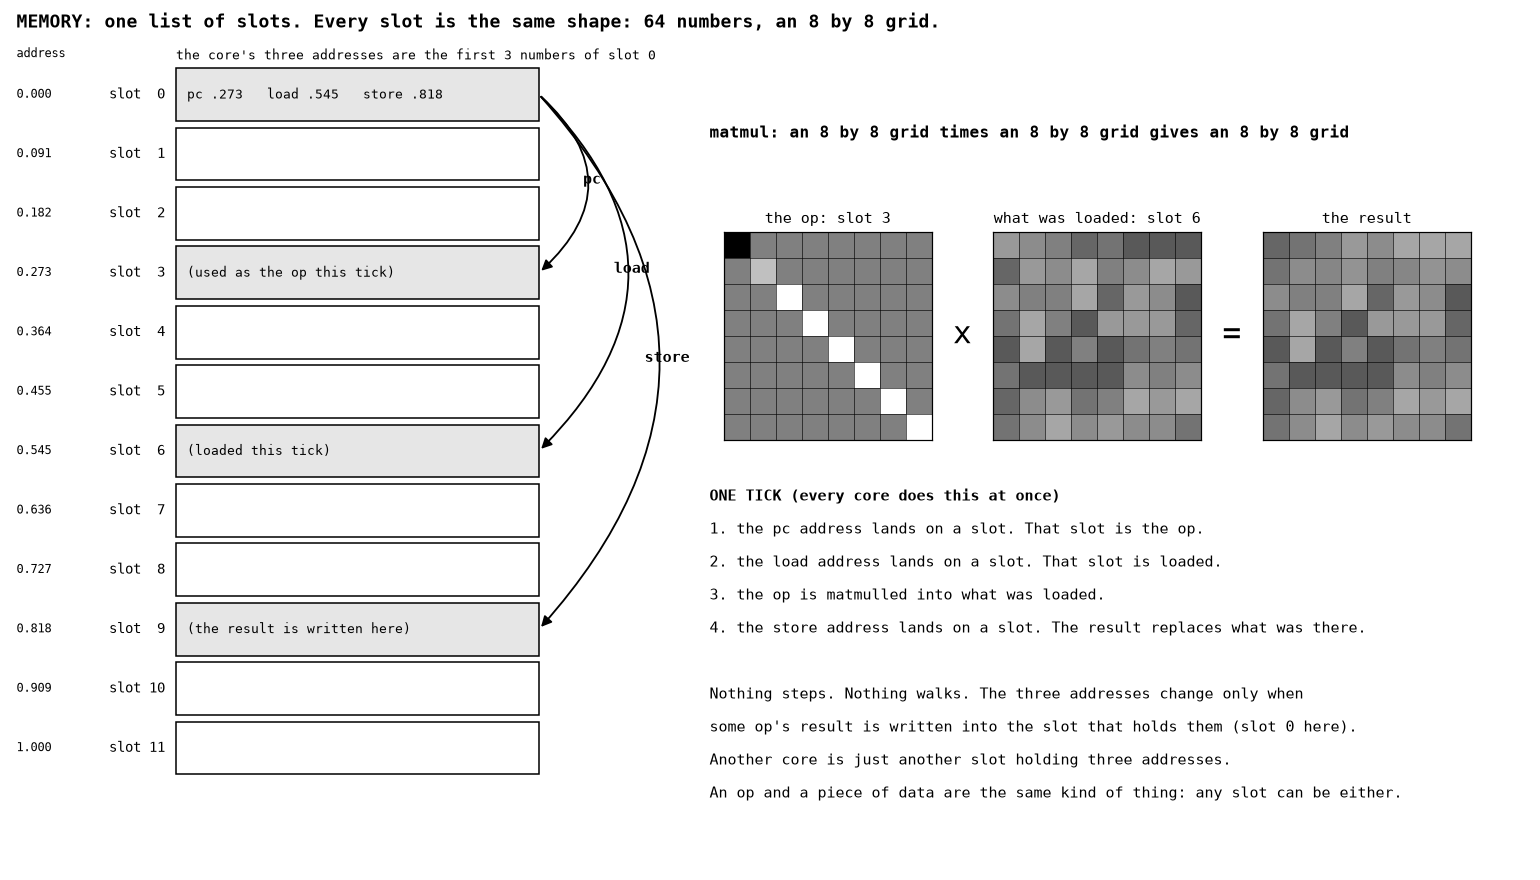 MEMORY: one list of slots. Every slot is the same shape: 64 numbers, an 8 by 8 grid.
address
the core's three addresses are the first 3 numbers of slot 0
0.000 slot 0 pc .273 load .545 store .818
0.091 slot 1
0.182 slot 2
0.273 slot 3 (used as the op this tick)
0.364 slot 4
0.455 slot 5
0.545 slot 6 (loaded this tick)
0.636 slot 7
0.727 slot 8
0.818 slot 9 (the result is written here)
0.909 slot 10
1.000 slot 11
pc
load
store
matmul: an 8 by 8 grid times an 8 by 8 grid gives an 8 by 8 grid
the op: slot 3
what was loaded: slot 6
the result
x
=
ONE TICK (every core does this at once)
1. the pc address lands on a slot. That slot is the op.
2. the load address lands on a slot. That slot is loaded.
3. the op is matmulled into what was loaded.
4. the store address lands on a slot. The result replaces what was there.
Nothing steps. Nothing walks. The three addresses change only when
some op's result is written into the slot that holds them (slot 0 here).
Another core is just another slot holding three addresses.
An op and a piece of data are the same kind of thing: any slot can be either.